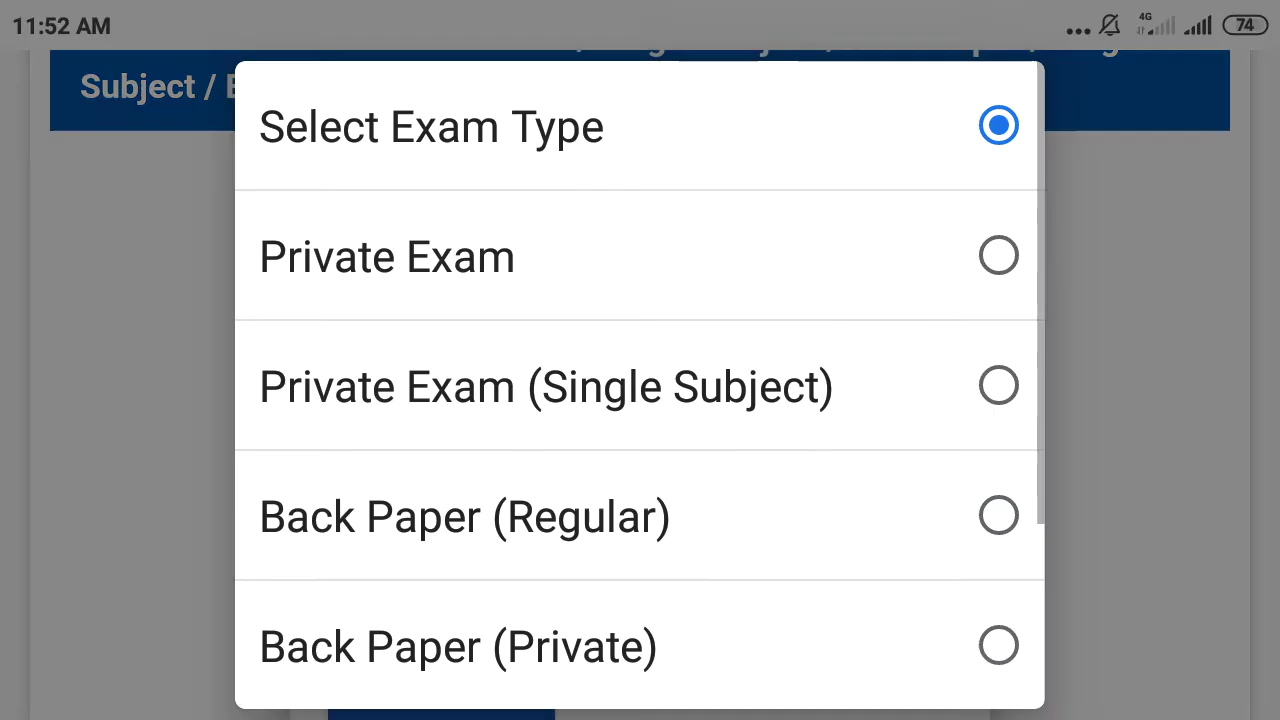 11:52 AM
4G
74
Subject /
Select Exam Type
Private Exam
Private Exam (Single Subject)
Back Paper (Regular)
Back Paper (Private)